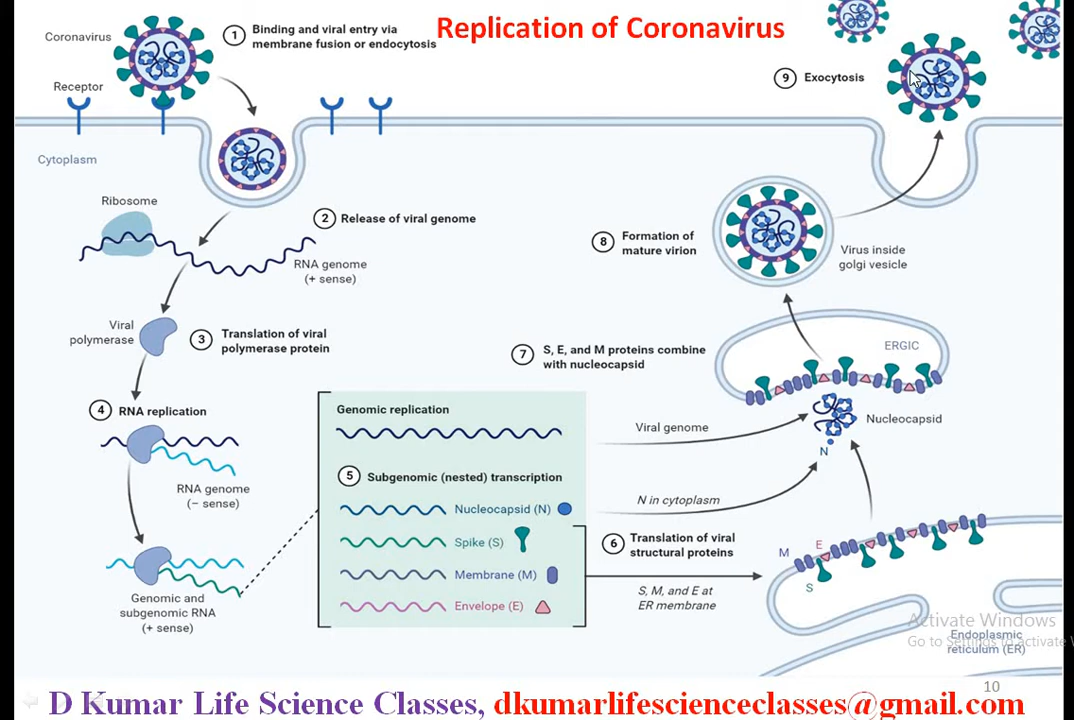 Replication of Coronavirus
Coronavirus
1
Binding and viral entry via
membrane fusion or endocytosis
Receptor
Cytoplasm
Ribosome
2
Release of viral genome
RNA genome
(+ sense)
Viral
polymerase
3
Translation of viral
polymerase protein
4
RNA replication
RNA genome
(− sense)
Genomic and
subgenomic RNA
(+ sense)
Genomic replication
5
Subgenomic (nested) transcription
Nucleocapsid (N)
Spike (S)
Membrane (M)
Envelope (E)
6
Translation of viral
structural proteins
S, M, and E at
ER membrane
Viral genome
N in cytoplasm
M
E
S
Endoplasmic
reticulum (ER)
7
S, E, and M proteins combine
with nucleocapsid
ERGIC
Nucleocapsid
N
8
Formation of
mature virion
Virus inside
golgi vesicle
9
Exocytosis
Activate Windows
Go to Settings to activate W
10
D Kumar Life Science Classes, dkumarlifescienceclasses@gmail.com